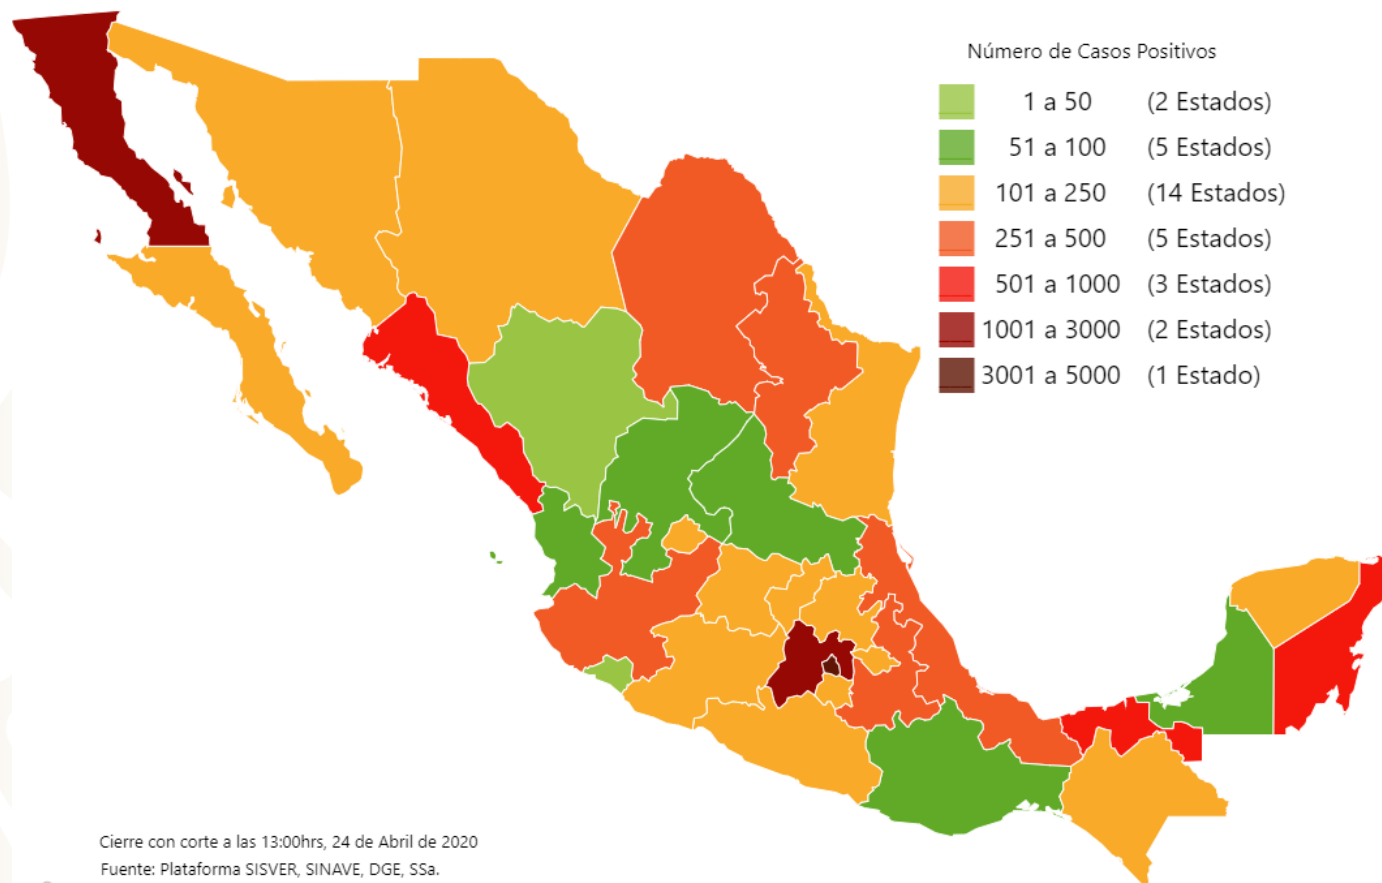 Número de Casos Positivos
1 a 50 (2 Estados)
51 a 100 (5 Estados)
101 a 250 (14 Estados)
251 a 500 (5 Estados)
501 a 1000 (3 Estados)
1001 a 3000 (2 Estados)
3001 a 5000 (1 Estado)
Cierre con corte a las 13:00hrs, 24 de Abril de 2020
Fuente: Plataforma SISVER, SINAVE, DGE, SSa.